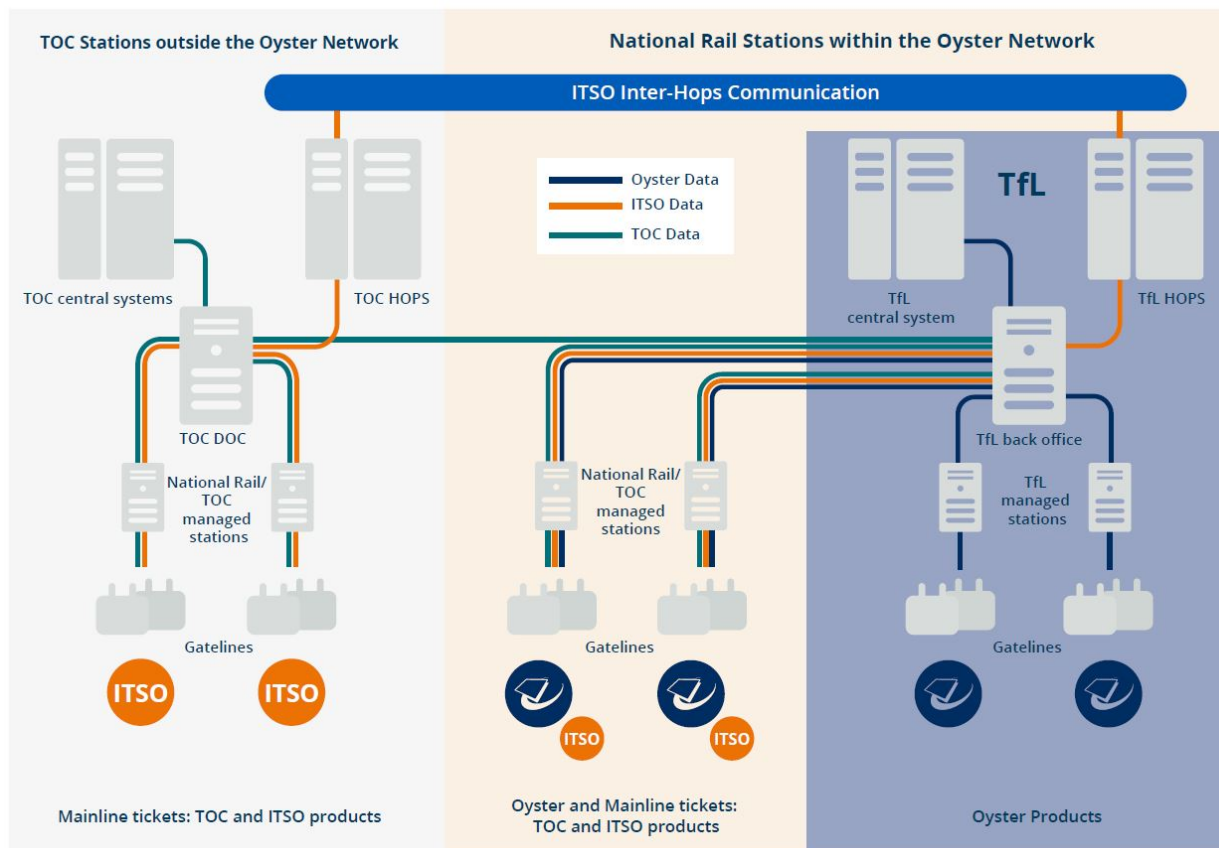 TOC Stations outside the Oyster Network
National Rail Stations within the Oyster Network
ITSO Inter-Hops Communication
Oyster Data
ITSO Data
TOC Data
TfL
TOC central systems
TOC HOPS
TfL
central system
TfL HOPS
TOC DOC
TfL back office
National Rail/
TOC
managed
stations
National Rail/
TOC
managed
stations
TfL
managed
stations
Gatelines
Gatelines
Gatelines
ITSO
ITSO
ITSO
ITSO
Mainline tickets: TOC and ITSO products
Oyster and Mainline tickets:
TOC and ITSO products
Oyster Products